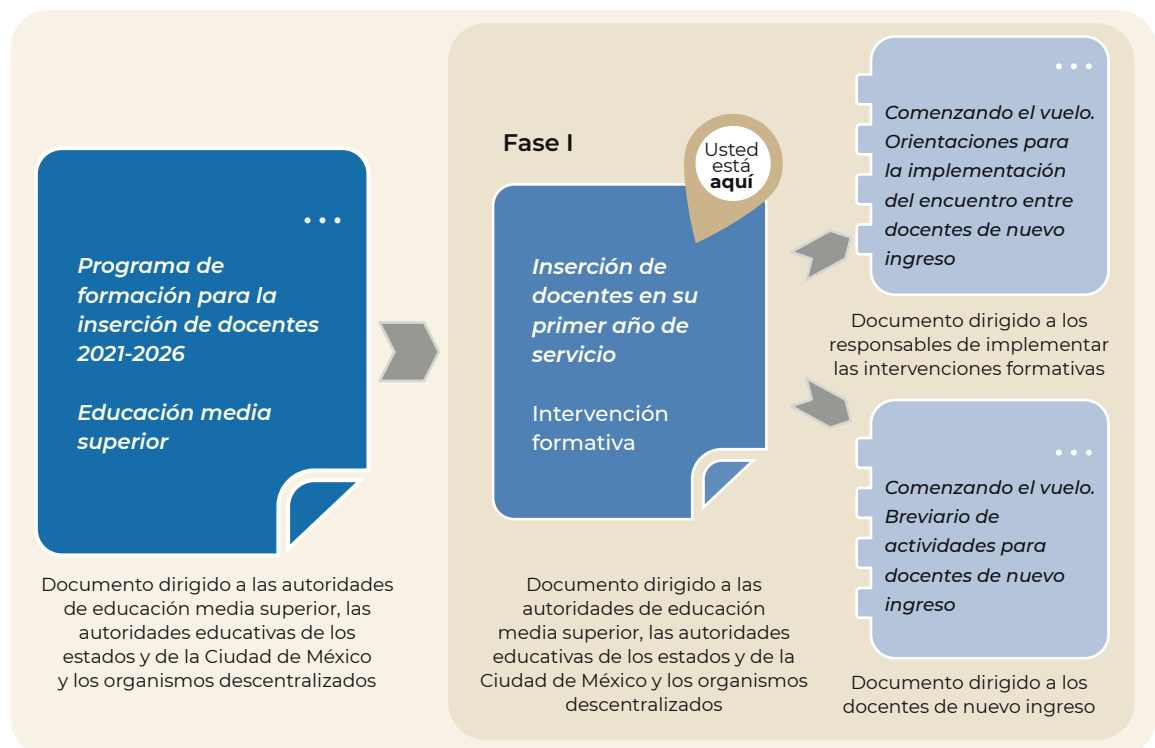 Programa de
formación para la
inserción de docentes
2021-2026
Educación media
superior
Documento dirigido a las autoridades
de educación media superior, las
autoridades educativas de los
estados y de la Ciudad de México
y los organismos descentralizados
Fase I
Usted
está
aquí
Inserción de
docentes en su
primer año de
servicio
Intervención
formativa
Documento dirigido a las
autoridades de educación
media superior, las autoridades
educativas de los estados y de la
Ciudad de México y los organismos
descentralizados
Comenzando el vuelo.
Orientaciones para
la implementación
del encuentro entre
docentes de nuevo
ingreso
Documento dirigido a los
responsables de implementar
las intervenciones formativas
Comenzando el vuelo.
Breviario de
actividades para
docentes de nuevo
ingreso
Documento dirigido a los
docentes de nuevo ingreso